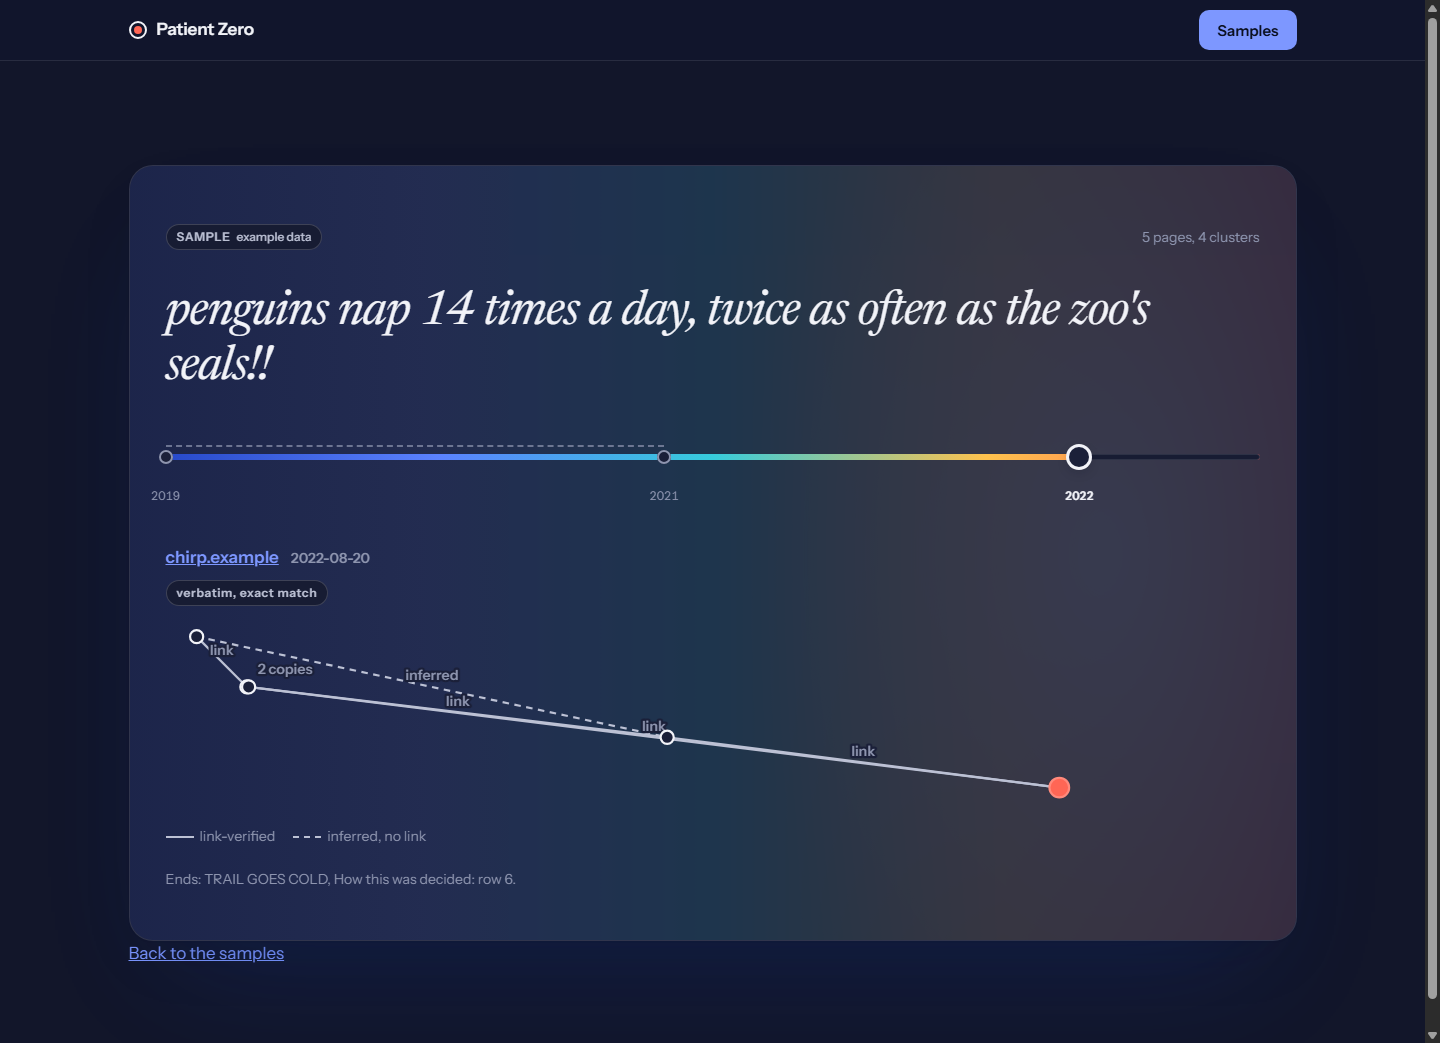 Patient Zero
Samples
SAMPLE example data
5 pages, 4 clusters
penguins nap 14 times a day, twice as often as the zoo's
seals!!
2019
2021
2022
chirp.example 2022-08-20
verbatim, exact match
link
2 copies
inferred
link
link
link
link-verified
inferred, no link
Ends: TRAIL GOES COLD, How this was decided: row 6.
Back to the samples